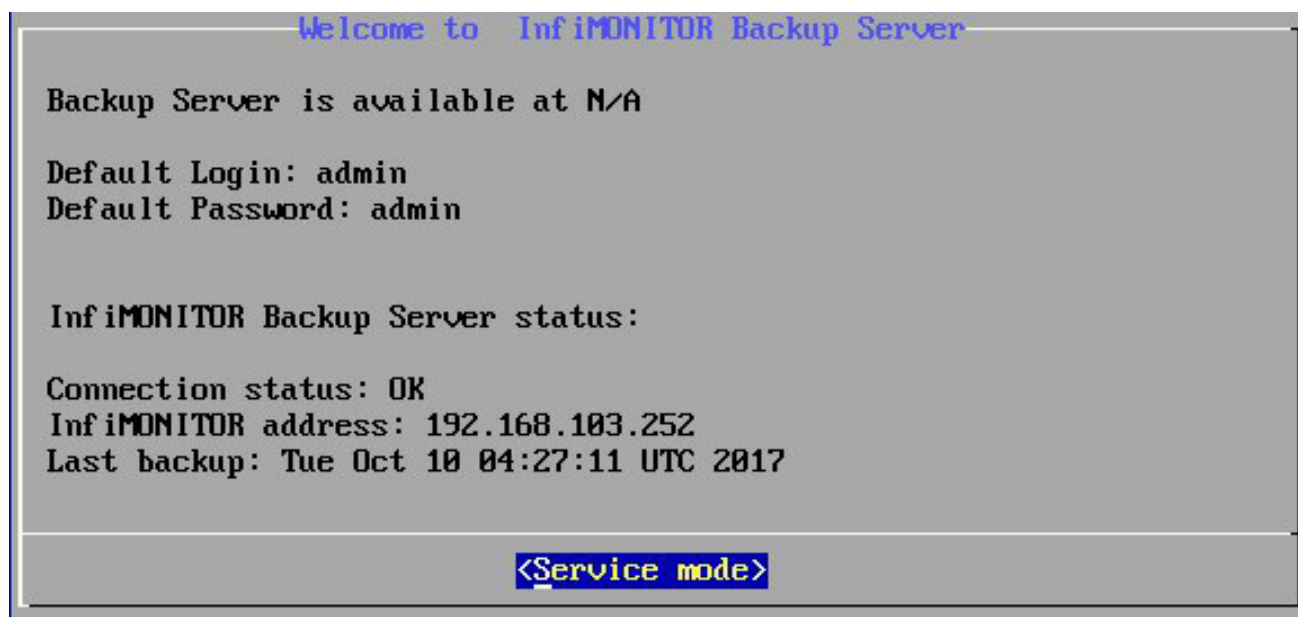 Welcome to  InfiMONITOR Backup Server
Backup Server is available at N/A
Default Login: admin
Default Password: admin
InfiMONITOR Backup Server status:
Connection status: OK
InfiMONITOR address: 192.168.103.252
Last backup: Tue Oct 10 04:27:11 UTC 2017
<Service mode>